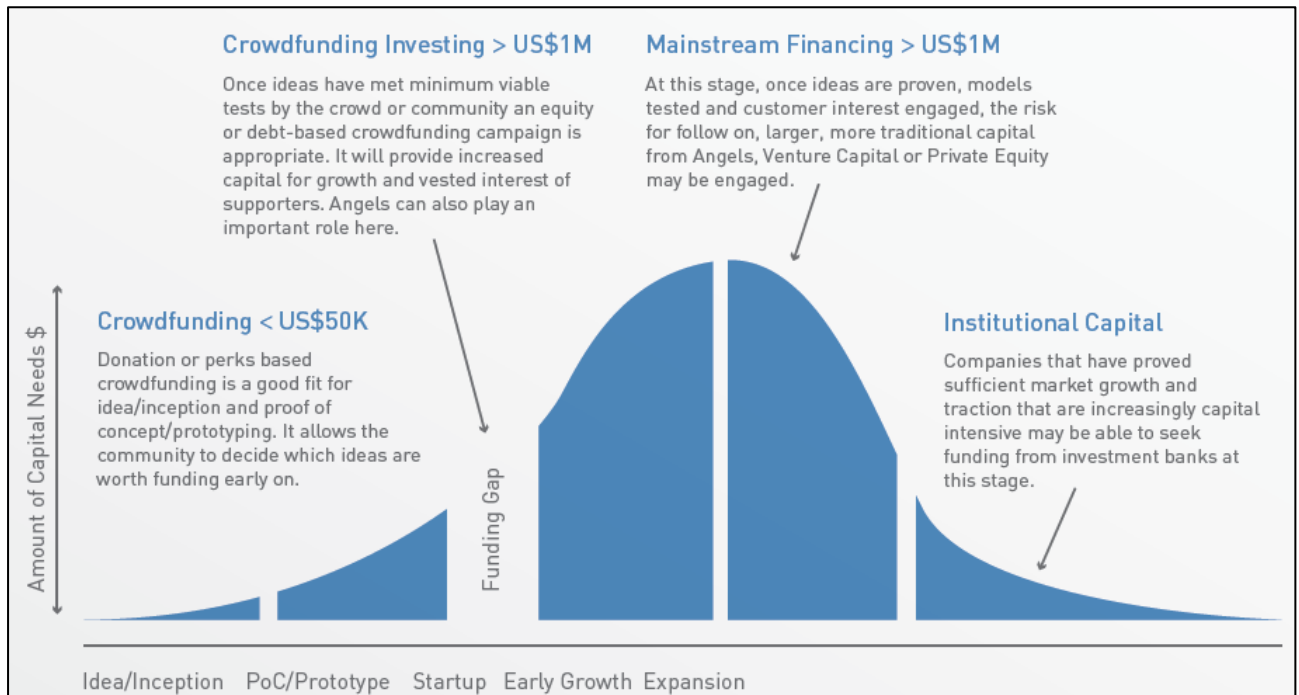 Crowdfunding Investing > US$1M
Once ideas have met minimum viable
tests by the crowd or community an equity
or debt-based crowdfunding campaign is
appropriate. It will provide increased
capital for growth and vested interest of
supporters. Angels can also play an
important role here.
Mainstream Financing > US$1M
At this stage, once ideas are proven, models
tested and customer interest engaged, the risk
for follow on, larger, more traditional capital
from Angels, Venture Capital or Private Equity
may be engaged.
Crowdfunding < US$50K
Donation or perks based
crowdfunding is a good fit for
idea/inception and proof of
concept/prototyping. It allows the
community to decide which ideas are
worth funding early on.
Institutional Capital
Companies that have proved
sufficient market growth and
traction that are increasingly capital
intensive may be able to seek
funding from investment banks at
this stage.
Amount of Capital Needs $
Funding Gap
Idea/Inception PoC/Prototype Startup Early Growth Expansion